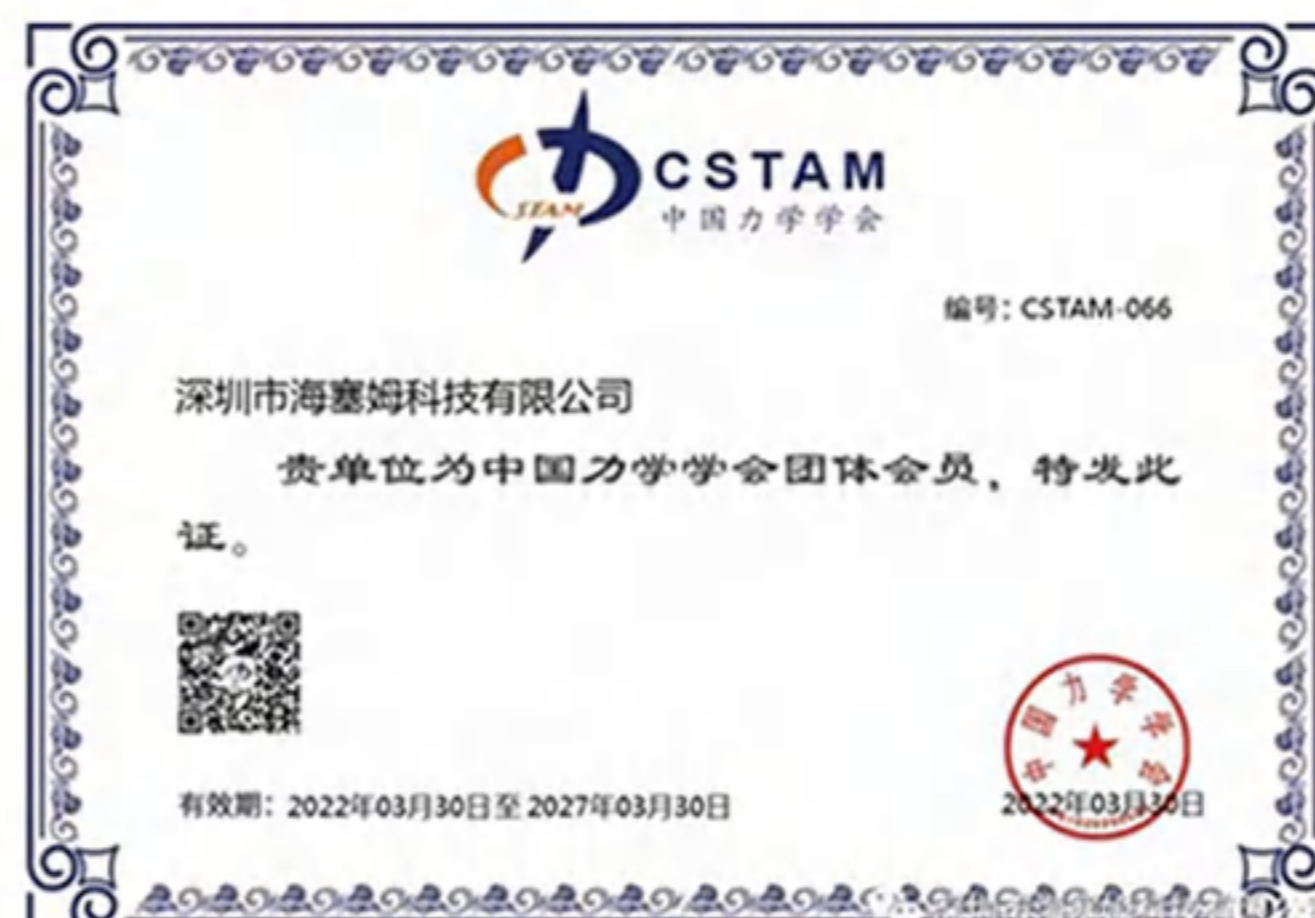 STAM
CSTAM
中国力学学会
编号：CSTAM-066
深圳市海塞姆科技有限公司
贵单位为中国力学学会团体会员，特发此
证。
中国力学学会
有效期：2022年03月30日至2027年03月30日
2022年03月30日